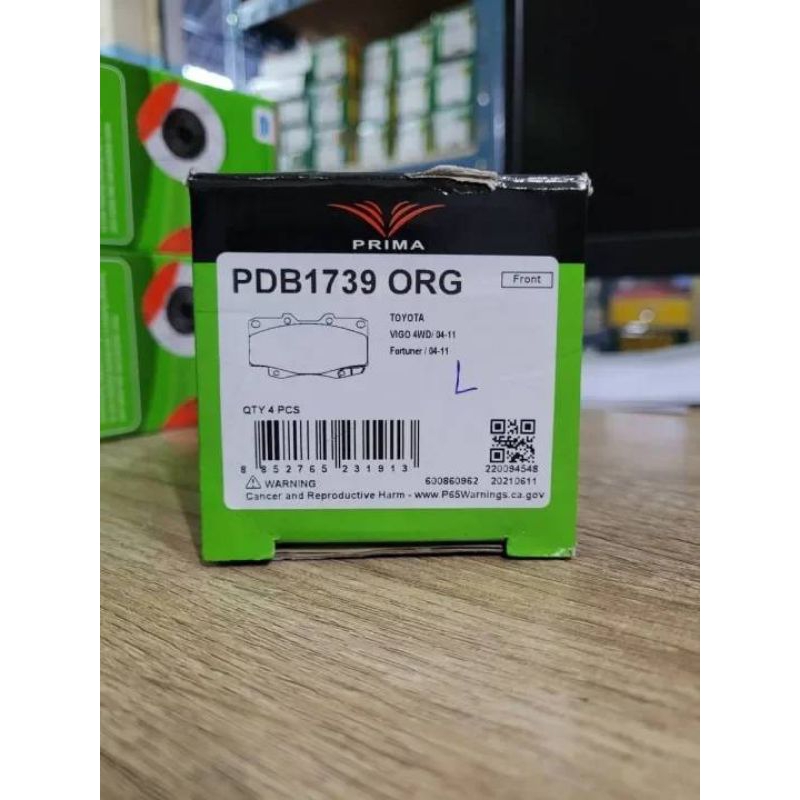 PRIMA
PDB1739 ORG
Front
TOYOTA
VIGO 4WD/ 04-11
Fortuner / 04-11
L
QTY 4 PCS
8 852765 231913
220094548
WARNING
600860962 20210611
Cancer and Reproductive Harm - www.P65Warnings.ca.gov